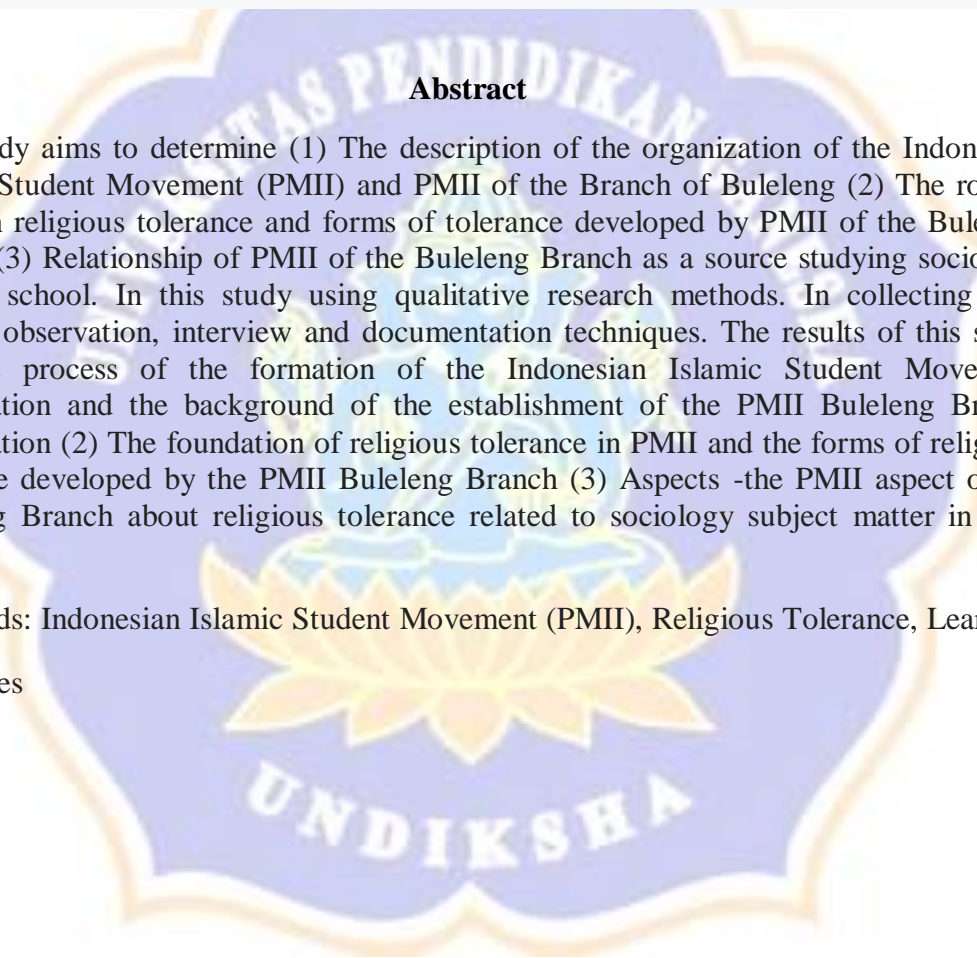 UNIVERSITAS PENDIDIKAN GANESHA
Abstract
dy aims to determine (1) The description of the organization of the Indon
Student Movement (PMII) and PMII of the Branch of Buleleng (2) The ro
religious tolerance and forms of tolerance developed by PMII of the Bule
(3) Relationship of PMII of the Buleleng Branch as a source studying socio
school. In this study using qualitative research methods. In collecting
observation, interview and documentation techniques. The results of this s
process of the formation of the Indonesian Islamic Student Move
ation and the background of the establishment of the PMII Buleleng Br
ation (2) The foundation of religious tolerance in PMII and the forms of relig
e developed by the PMII Buleleng Branch (3) Aspects -the PMII aspect o
g Branch about religious tolerance related to sociology subject matter in
ds: Indonesian Islamic Student Movement (PMII), Religious Tolerance, Lear
es
UNDIKSHA